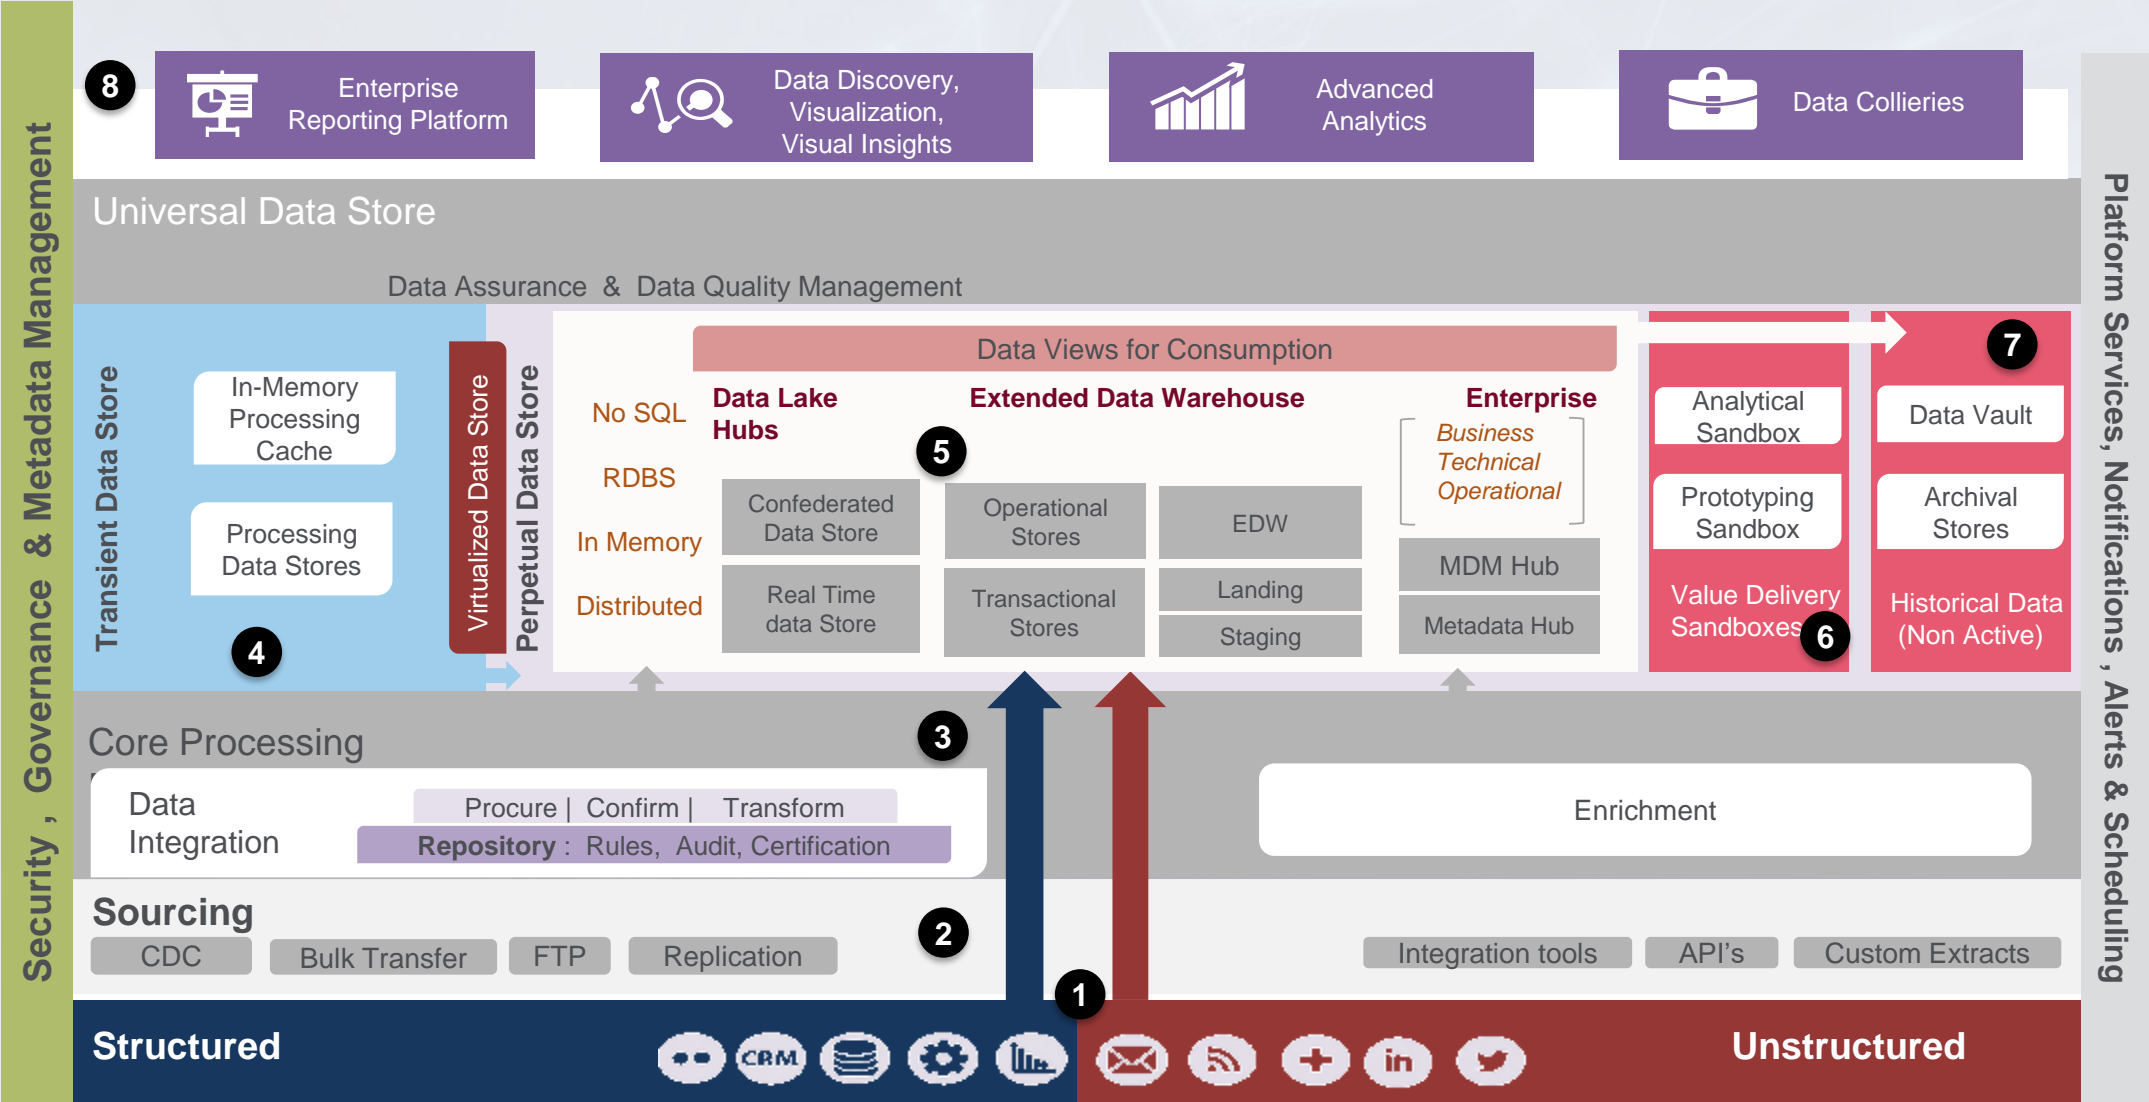 8
Enterprise
Reporting Platform
Data Discovery,
Visualization,
Visual Insights
Advanced
Analytics
Data Collieries
Security , Governance & Metadata Management
Platform Services, Notifications , Alerts & Scheduling
Universal Data Store
Data Assurance & Data Quality Management
Transient Data Store
In-Memory
Processing
Cache
Processing
Data Stores
4
Virtualized Data Store
Perpetual Data Store
Data Views for Consumption
No SQL
RDBS
In Memory
Distributed
Data Lake
Hubs
5
Confederated
Data Store
Real Time
data Store
Extended Data Warehouse
Operational
Stores
Transactional
Stores
EDW
Landing
Staging
Enterprise
Business
Technical
Operational
MDM Hub
Metadata Hub
Analytical
Sandbox
Prototyping
Sandbox
Value Delivery
Sandboxes
6
7
Data Vault
Archival
Stores
Historical Data
(Non Active)
Core Processing
3
Data
Integration
Procure | Confirm | Transform
Repository : Rules, Audit, Certification
Enrichment
Sourcing
2
CDC
Bulk Transfer
FTP
Replication
Integration tools
API's
Custom Extracts
1
Structured
CRM
in
Unstructured